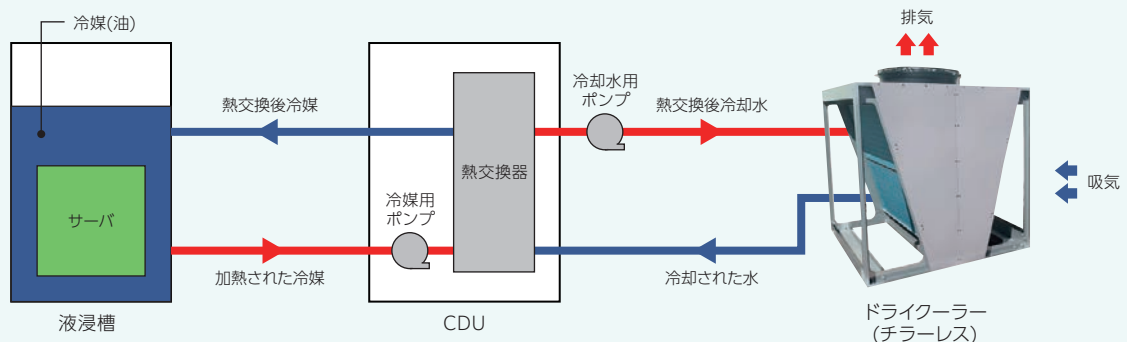 冷媒(油)
サーバ
液浸槽
熱交換後冷媒
加熱された冷媒
冷媒用
ポンプ
熱交換器
CDU
冷却水用
ポンプ
熱交換後冷却水
冷却された水
排気
吸気
ドライクーラー
(チラーレス)